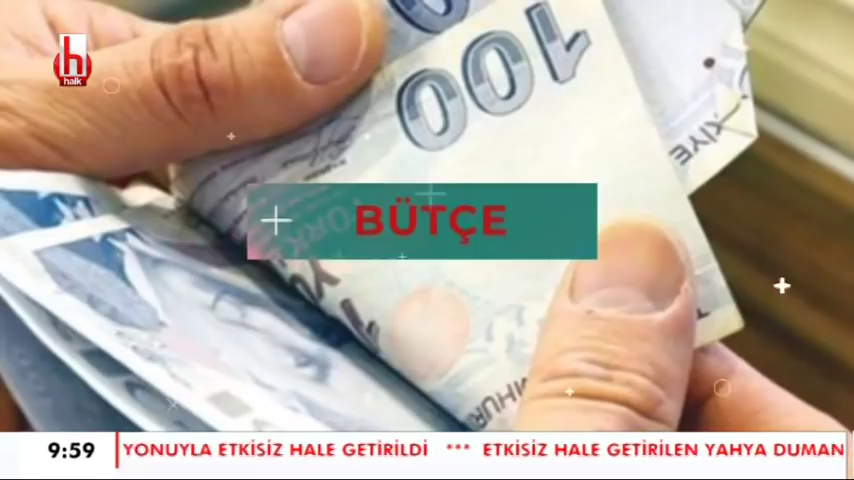 h
halk
100
TÜRK
BÜTÇE
9:59
YONUYLA ETKİSİZ HALE GETİRİLDİ *** ETKİSİZ HALE GETİRİLEN YAHYA DUMAN